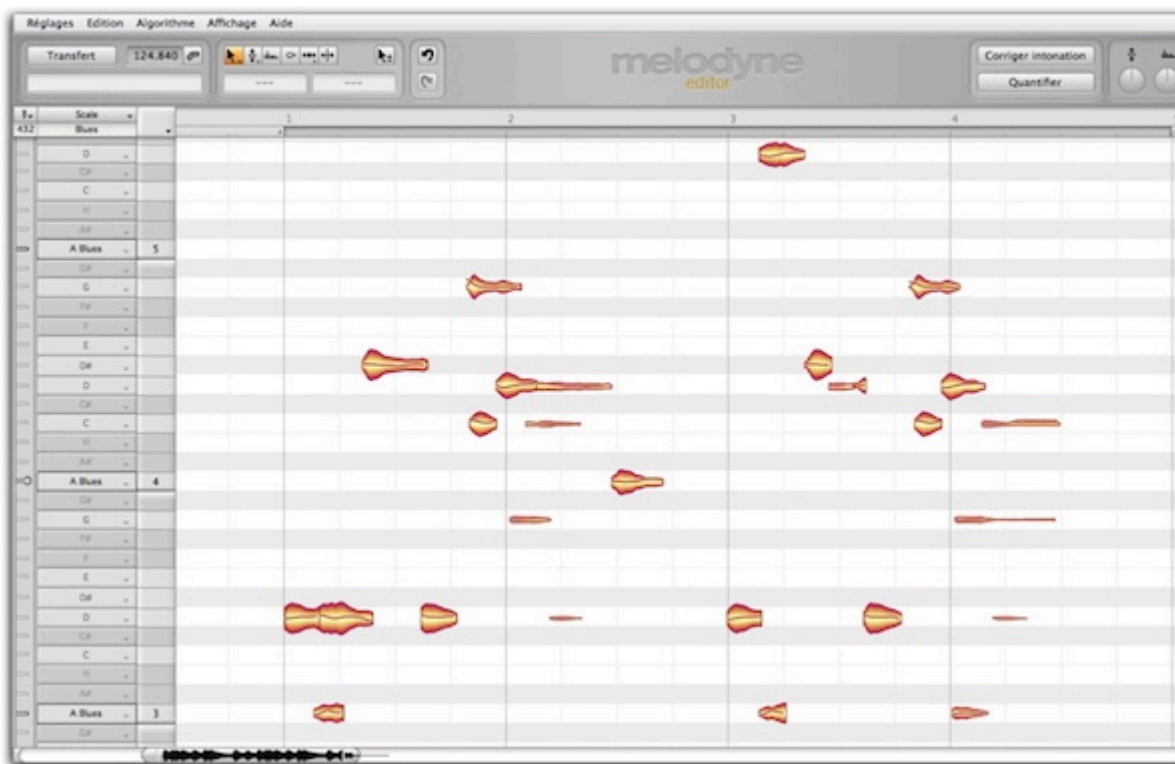 Réglages Edition Algorithme Affichage Aide
Transfert 124.840
melodyne
editor
Corriger intonation
--- ---
Quantifier
Scale 1 2 3 4
432 Blues
D
C#
C
H
A#
A Blues 5
G#
G
F#
F
E
D#
D
C#
C
H
A#
A Blues 4
G#
G
F#
F
E
D#
D
C#
C
H
A#
A Blues 3
G#